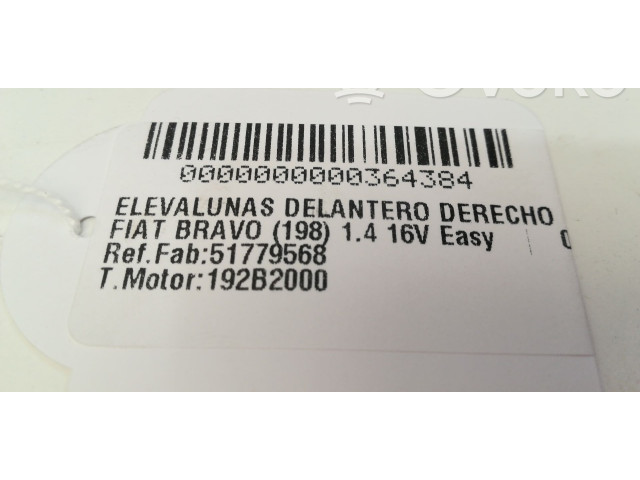 0000000000364384
ELEVALUNAS DELANTERO DERECHO
FIAT BRAVO (198) 1.4 16V Easy
Ref.Fab:51779568
T.Motor:192B2000